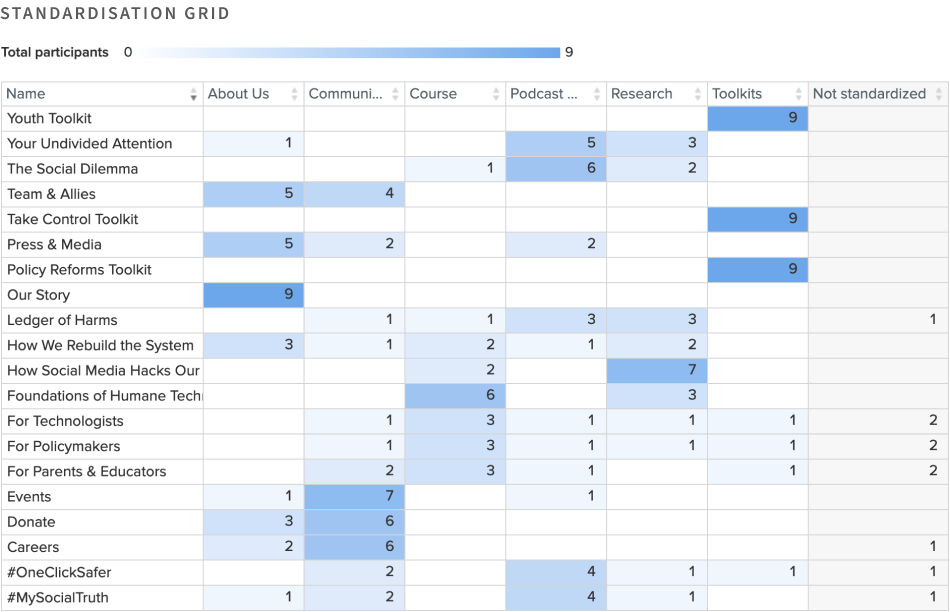 STANDARDISATION GRID
Total participants 0 9
Name About Us Communi... Course Podcast ... Research Toolkits Not standardized
Youth Toolkit 9
Your Undivided Attention 1 5 3
The Social Dilemma 1 6 2
Team & Allies 5 4
Take Control Toolkit 9
Press & Media 5 2 2
Policy Reforms Toolkit 9
Our Story 9
Ledger of Harms 1 1 3 3 1
How We Rebuild the System 3 1 2 1 2
How Social Media Hacks Our 2 7
Foundations of Humane Tech 6 3
For Technologists 1 3 1 1 1 2
For Policymakers 1 3 1 1 1 2
For Parents & Educators 2 3 1 1 2
Events 1 7 1
Donate 3 6
Careers 2 6 1
#OneClickSafer 2 4 1 1 1
#MySocialTruth 1 2 4 1 1